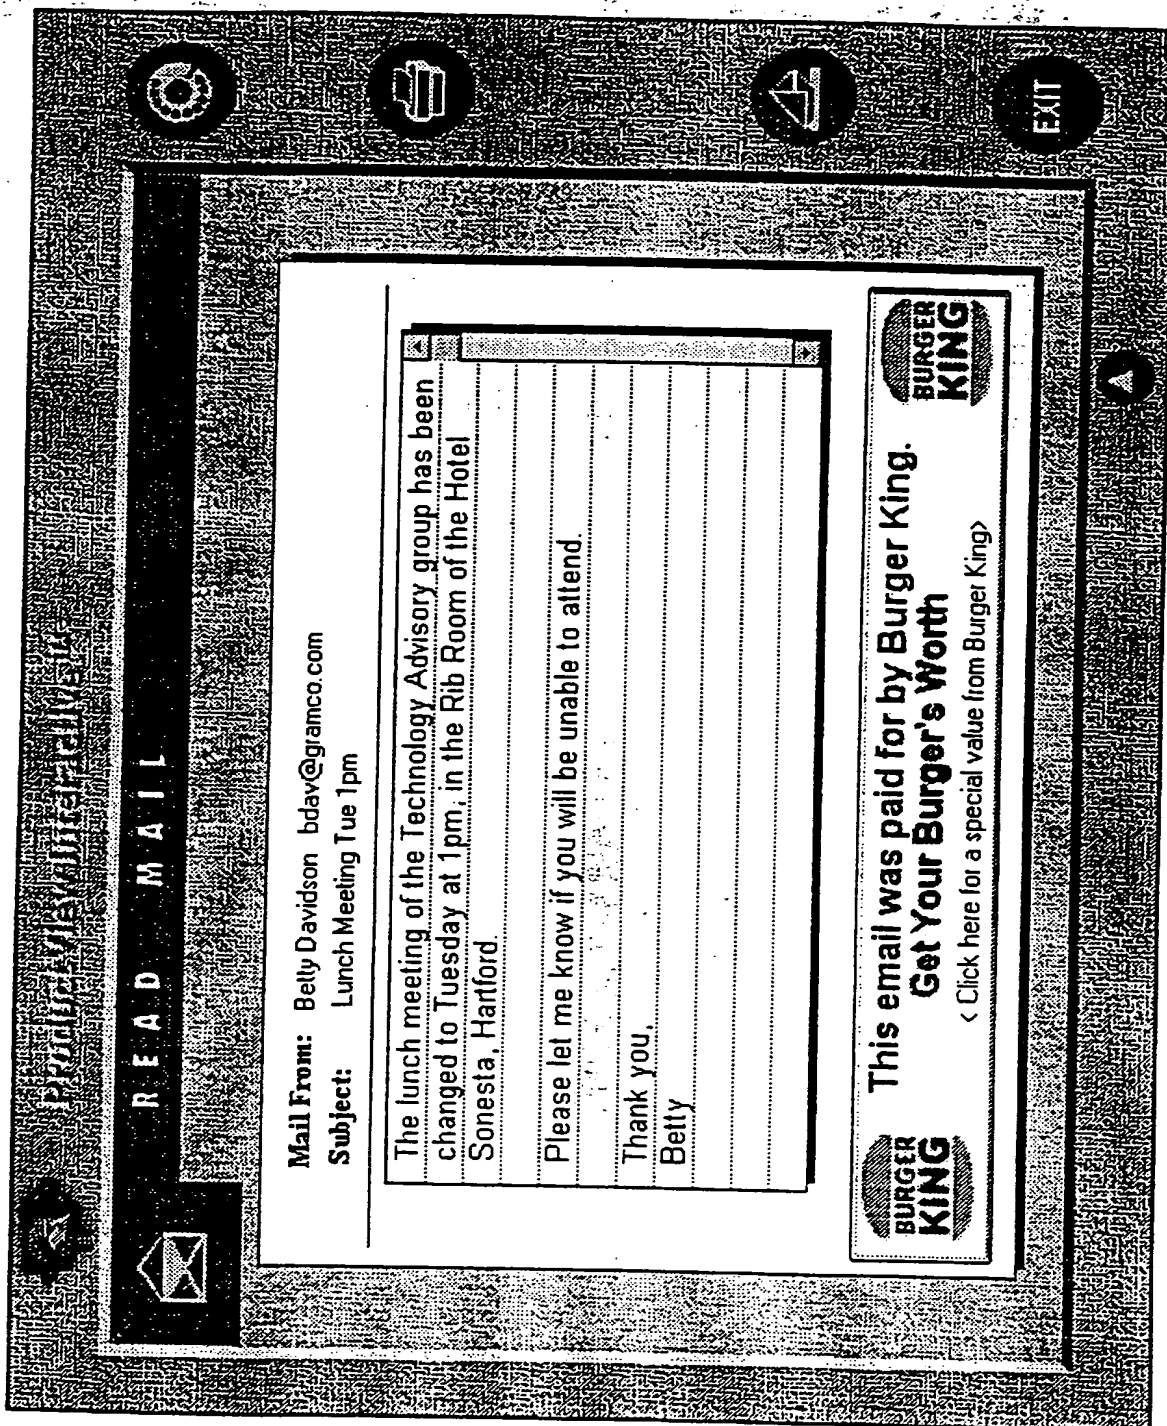 READ MAIL
Mail From: Betty Davidson bdav@gramco.com
Subject: Lunch Meeting Tue 1pm
The lunch meeting of the Technology Advisory group has been
changed to Tuesday at 1pm, in the Rib Room of the Hotel
Sonesta, Hartford.
Please let me know if you will be unable to attend.
Thank you,
Betty
BURGER
KING
This email was paid for by Burger King.
Get Your Burger's Worth
< Click here for a special value from Burger King>
BURGER
KING
EXIT